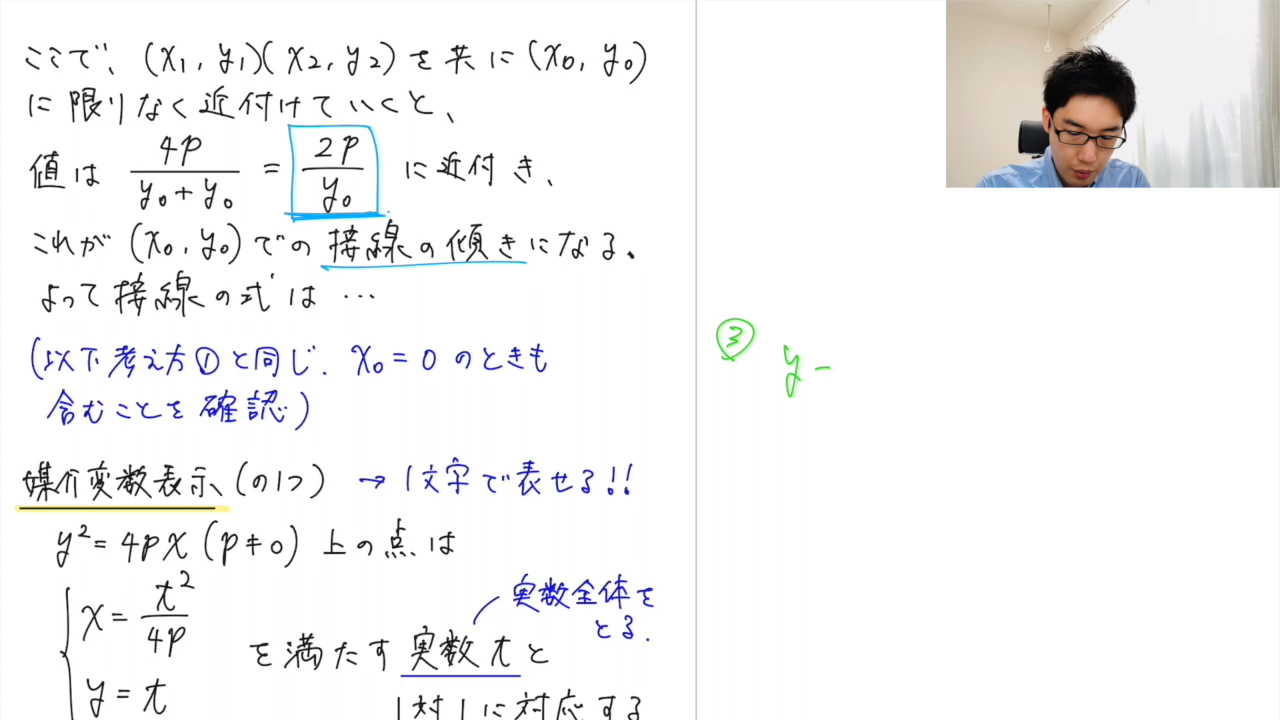 ここで、(x₁, y₁)(x₂, y₂)を共に(x₀, y₀)
に限りなく近付けていくと、
値は 4p/(y₀+y₀) = 2p/y₀ に近付き、
これが(x₀, y₀)での接線の傾きになる。
よって接線の式は…
(以下考え方①と同じ. x₀=0のときも
含むことを確認)
媒介変数表示(の1つ) → 1文字で表せる!!
y²=4px (p≠0) 上の点は
x = t²/4p
y = t
を満たす実数tと
実数全体を
とる.
1対1に対応する
③ y-